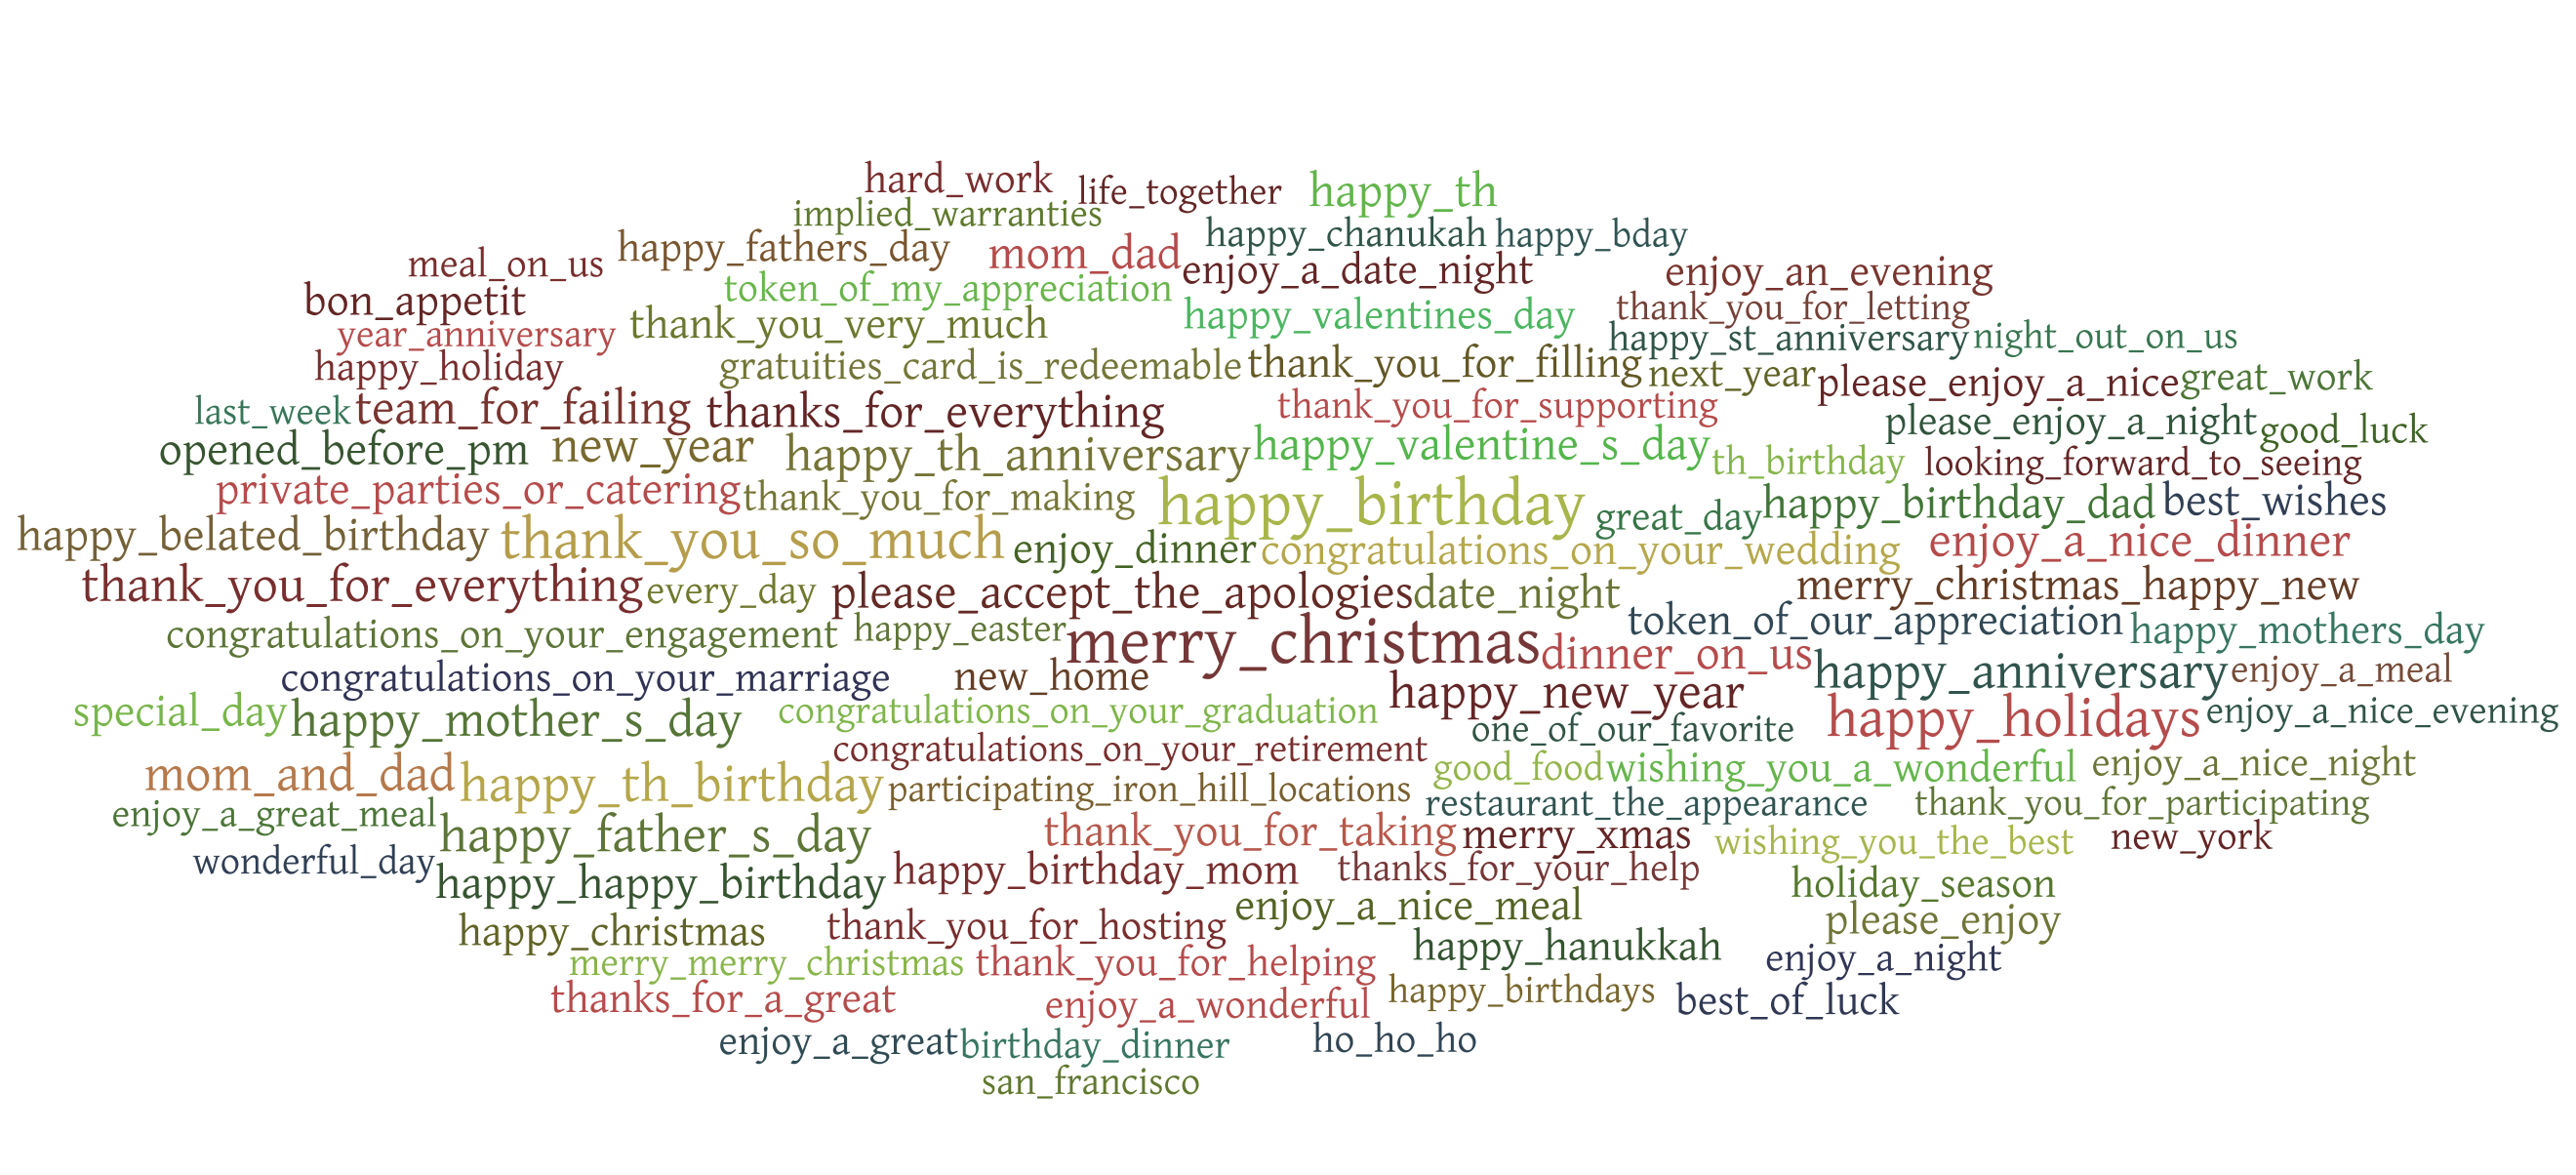 hard_work life_together happy_th
implied_warranties
happy_fathers_day mom_dad happy_chanukah happy_bday
meal_on_us enjoy_a_date_night enjoy_an_evening
bon_appetit token_of_my_appreciation
year_anniversary thank_you_very_much happy_valentines_day thank_you_for_letting
happy_st_anniversary night_out_on_us
happy_holiday gratuities_card_is_redeemable thank_you_for_filling next_year please_enjoy_a_nice great_work
last_week team_for_failing thanks_for_everything thank_you_for_supporting
please_enjoy_a_night good_luck
opened_before_pm new_year happy_th_anniversary happy_valentine_s_day th_birthday looking_forward_to_seeing
private_parties_or_catering thank_you_for_making happy_birthday great_day happy_birthday_dad best_wishes
happy_belated_birthday thank_you_so_much enjoy_dinner congratulations_on_your_wedding enjoy_a_nice_dinner
thank_you_for_everything every_day please_accept_the_apologies date_night merry_christmas_happy_new
congratulations_on_your_engagement happy_easter merry_christmas token_of_our_appreciation happy_mothers_day
congratulations_on_your_marriage new_home dinner_on_us happy_anniversary enjoy_a_meal
special_day happy_mother_s_day congratulations_on_your_graduation happy_new_year happy_holidays enjoy_a_nice_evening
congratulations_on_your_retirement one_of_our_favorite
mom_and_dad happy_th_birthday participating_iron_hill_locations good_food wishing_you_a_wonderful enjoy_a_nice_night
enjoy_a_great_meal restaurant_the_appearance thank_you_for_participating
happy_father_s_day thank_you_for_taking merry_xmas wishing_you_the_best new_york
wonderful_day happy_happy_birthday happy_birthday_mom thanks_for_your_help holiday_season
happy_christmas thank_you_for_hosting enjoy_a_nice_meal please_enjoy
merry_merry_christmas thank_you_for_helping happy_hanukkah enjoy_a_night
thanks_for_a_great enjoy_a_wonderful happy_birthdays best_of_luck
enjoy_a_great birthday_dinner ho_ho_ho
san_francisco